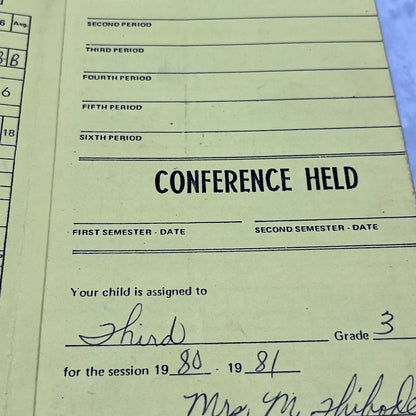 6 Avg.
SECOND PERIOD
THIRD PERIOD
B B
FOURTH PERIOD
6
FIFTH PERIOD
18
SIXTH PERIOD
CONFERENCE HELD
FIRST SEMESTER - DATE SECOND SEMESTER - DATE
Your child is assigned to
Third Grade 3
for the session 19 80 - 19 81
Mrs. M.